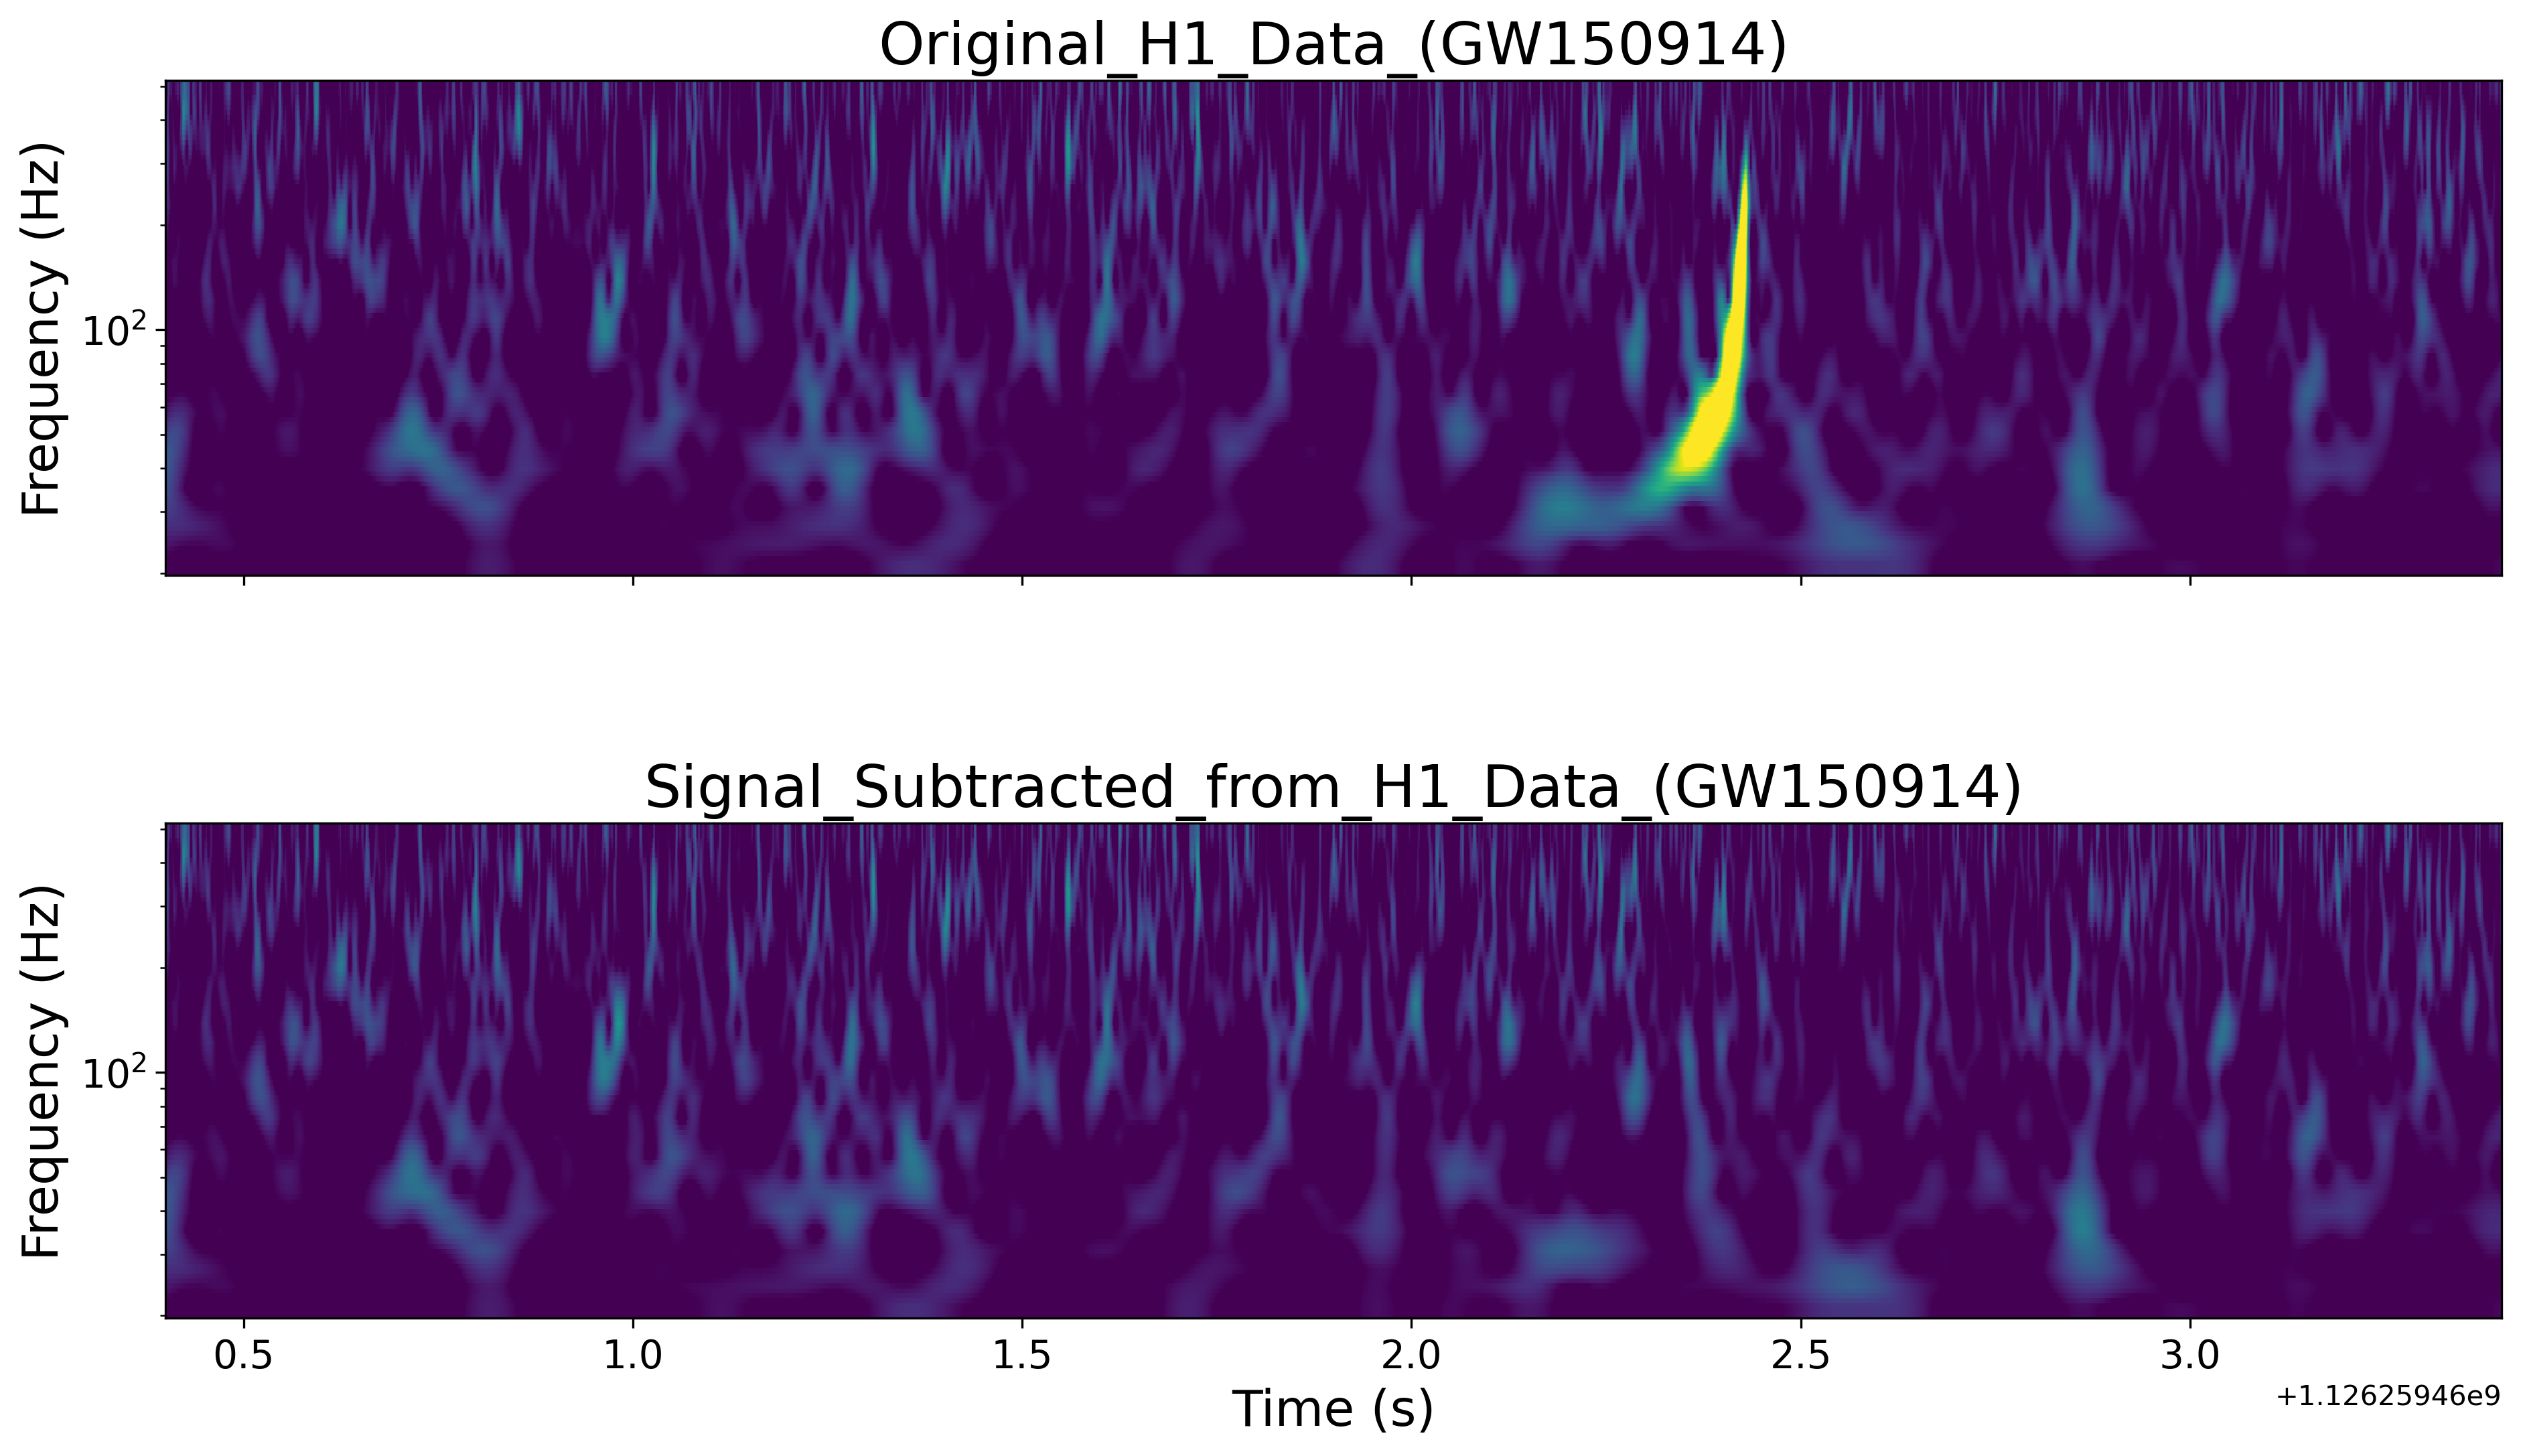 Original_H1_Data_(GW150914)
Frequency (Hz)
10²
Signal_Subtracted_from_H1_Data_(GW150914)
Frequency (Hz)
10²
0.5 1.0 1.5 2.0 2.5 3.0
Time (s)
+1.12625946e9